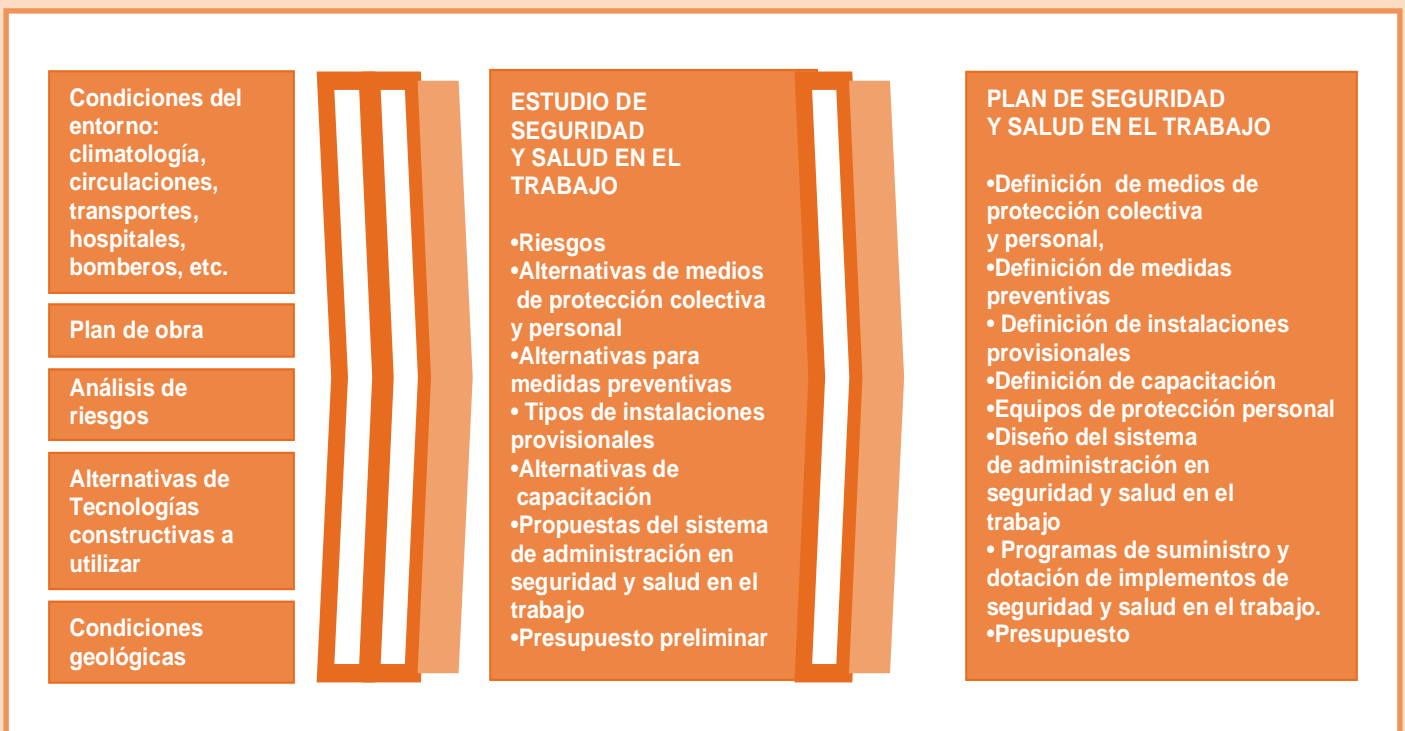 Condiciones del
entorno:
climatología,
circulaciones,
transportes,
hospitales,
bomberos, etc.
Plan de obra
Análisis de
riesgos
Alternativas de
Tecnologías
constructivas a
utilizar
Condiciones
geológicas
ESTUDIO DE
SEGURIDAD
Y SALUD EN EL
TRABAJO
•Riesgos
•Alternativas de medios
de protección colectiva
y personal
•Alternativas para
medidas preventivas
• Tipos de instalaciones
provisionales
•Alternativas de
capacitación
•Propuestas del sistema
de administración en
seguridad y salud en el
trabajo
•Presupuesto preliminar
PLAN DE SEGURIDAD
Y SALUD EN EL TRABAJO
•Definición de medios de
protección colectiva
y personal,
•Definición de medidas
preventivas
• Definición de instalaciones
provisionales
•Definición de capacitación
•Equipos de protección personal
•Diseño del sistema
de administración en
seguridad y salud en el
trabajo
• Programas de suministro y
dotación de implementos de
seguridad y salud en el trabajo.
•Presupuesto